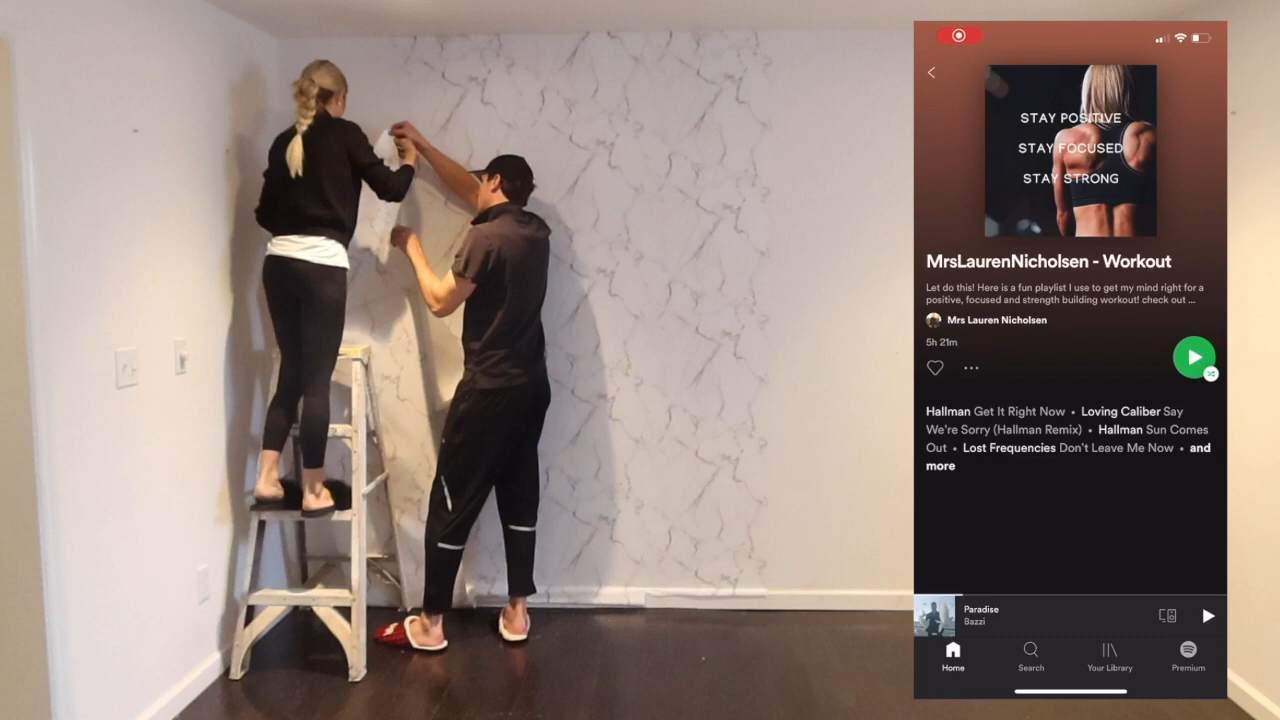 STAY POSITIVE
STAY FOCUSED
STAY STRONG
MrsLaurenNicholsen - Workout
Let do this! Here is a fun playlist I use to get my mind right for a
positive, focused and strength building workout! check out ...
Mrs Lauren Nicholsen
5h 21m
Hallman Get It Right Now • Loving Caliber Say
We're Sorry (Hallman Remix) • Hallman Sun Comes
Out • Lost Frequencies Don't Leave Me Now • and
more
Paradise
Bazzi
Home
Search
Your Library
Premium